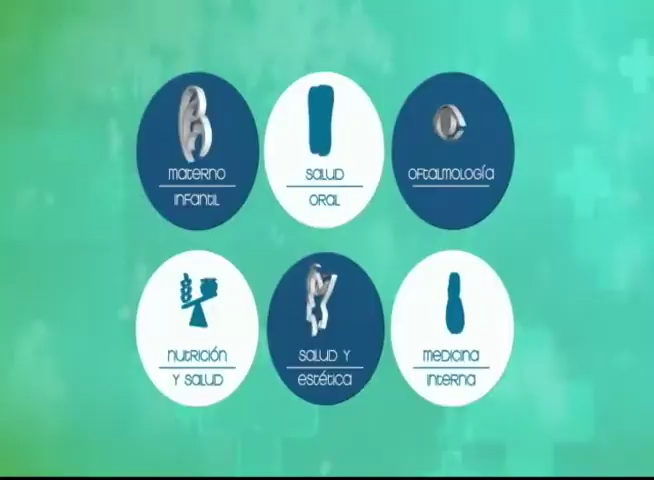 materno
infantil
salud
oral
oftalmología
nutrición
y salud
salud y
estética
medicina
interna